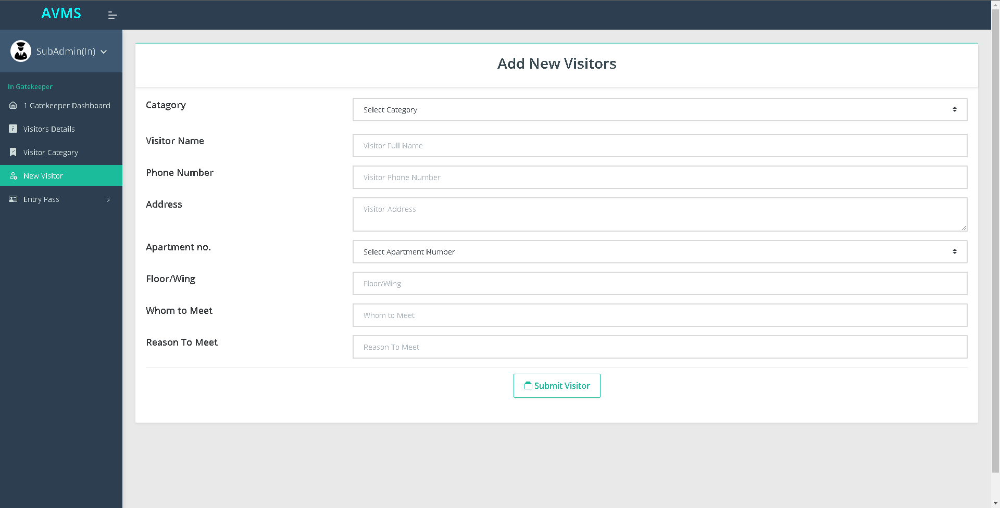 AVMS
SubAdmin(In)
In Gatekeeper
1 Gatekeeper Dashboard
Visitors Details
Visitor Category
New Visitor
Entry Pass
Add New Visitors
Catagory
Select Category
Visitor Name
Visitor Full Name
Phone Number
Visitor Phone Number
Address
Visitor Address
Apartment no.
Select Apartment Number
Floor/Wing
Floor/Wing
Whom to Meet
Whom to Meet
Reason To Meet
Reason To Meet
Submit Visitor